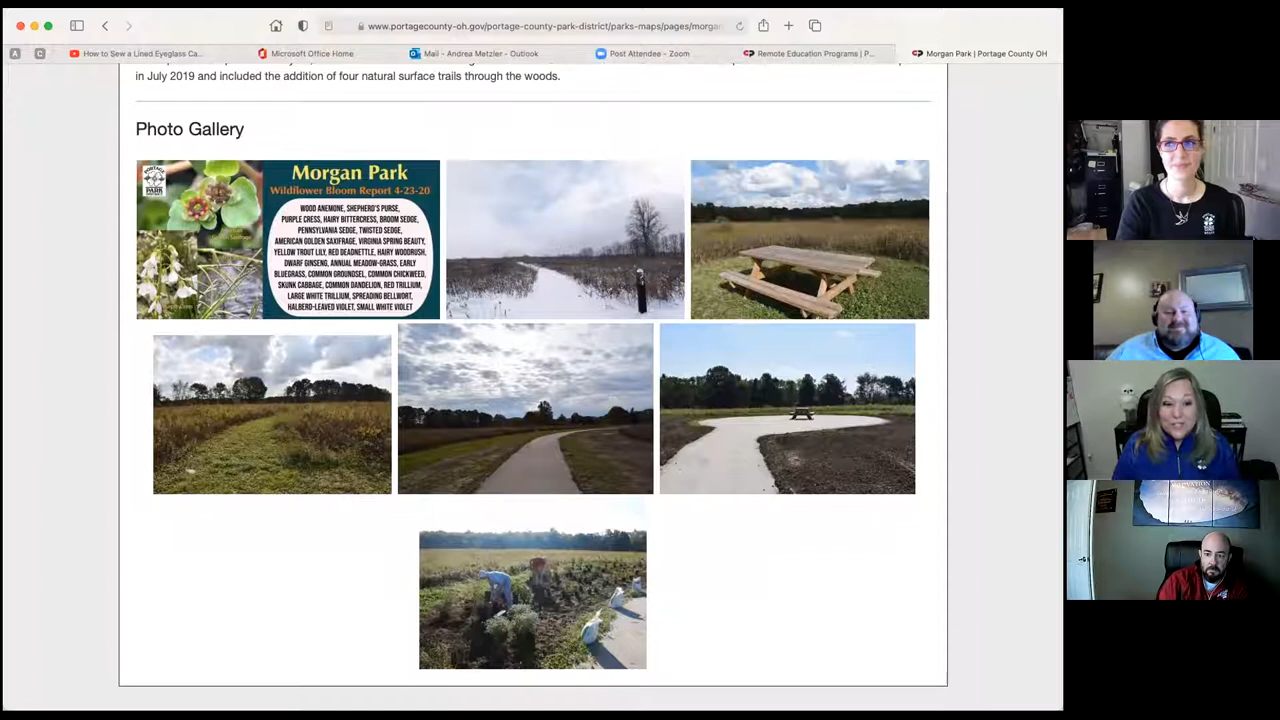 www.portagecounty-oh.gov/portage-county-park-district/parks-maps/pages/morgan
A
C
How to Sew a Lined Eyeglass Ca...
Microsoft Office Home
Mail - Andrea Metzler - Outlook
Post Attendee - Zoom
Remote Education Programs | P...
Morgan Park | Portage County OH
in July 2019 and included the addition of four natural surface trails through the woods.
Photo Gallery
PORTAGE
PARK
Morgan Park
Wildflower Bloom Report 4-23-20
WOOD ANEMONE, SHEPHERD'S PURSE,
PURPLE CRESS, HAIRY BITTERCRESS, BROOM SEDGE,
PENNSYLVANIA SEDGE, TWISTED SEDGE,
AMERICAN GOLDEN SAXIFRAGE, VIRGINIA SPRING BEAUTY,
YELLOW TROUT LILY, RED DEADNETTLE, HAIRY WOODRUSH,
DWARF GINSENG, ANNUAL MEADOW-GRASS, EARLY
BLUEGRASS, COMMON GROUNDSEL, COMMON CHICKWEED,
SKUNK CABBAGE, COMMON DANDELION, RED TRILLIUM,
LARGE WHITE TRILLIUM, SPREADING BELLWORT,
HALBERD-LEAVED VIOLET, SMALL WHITE VIOLET